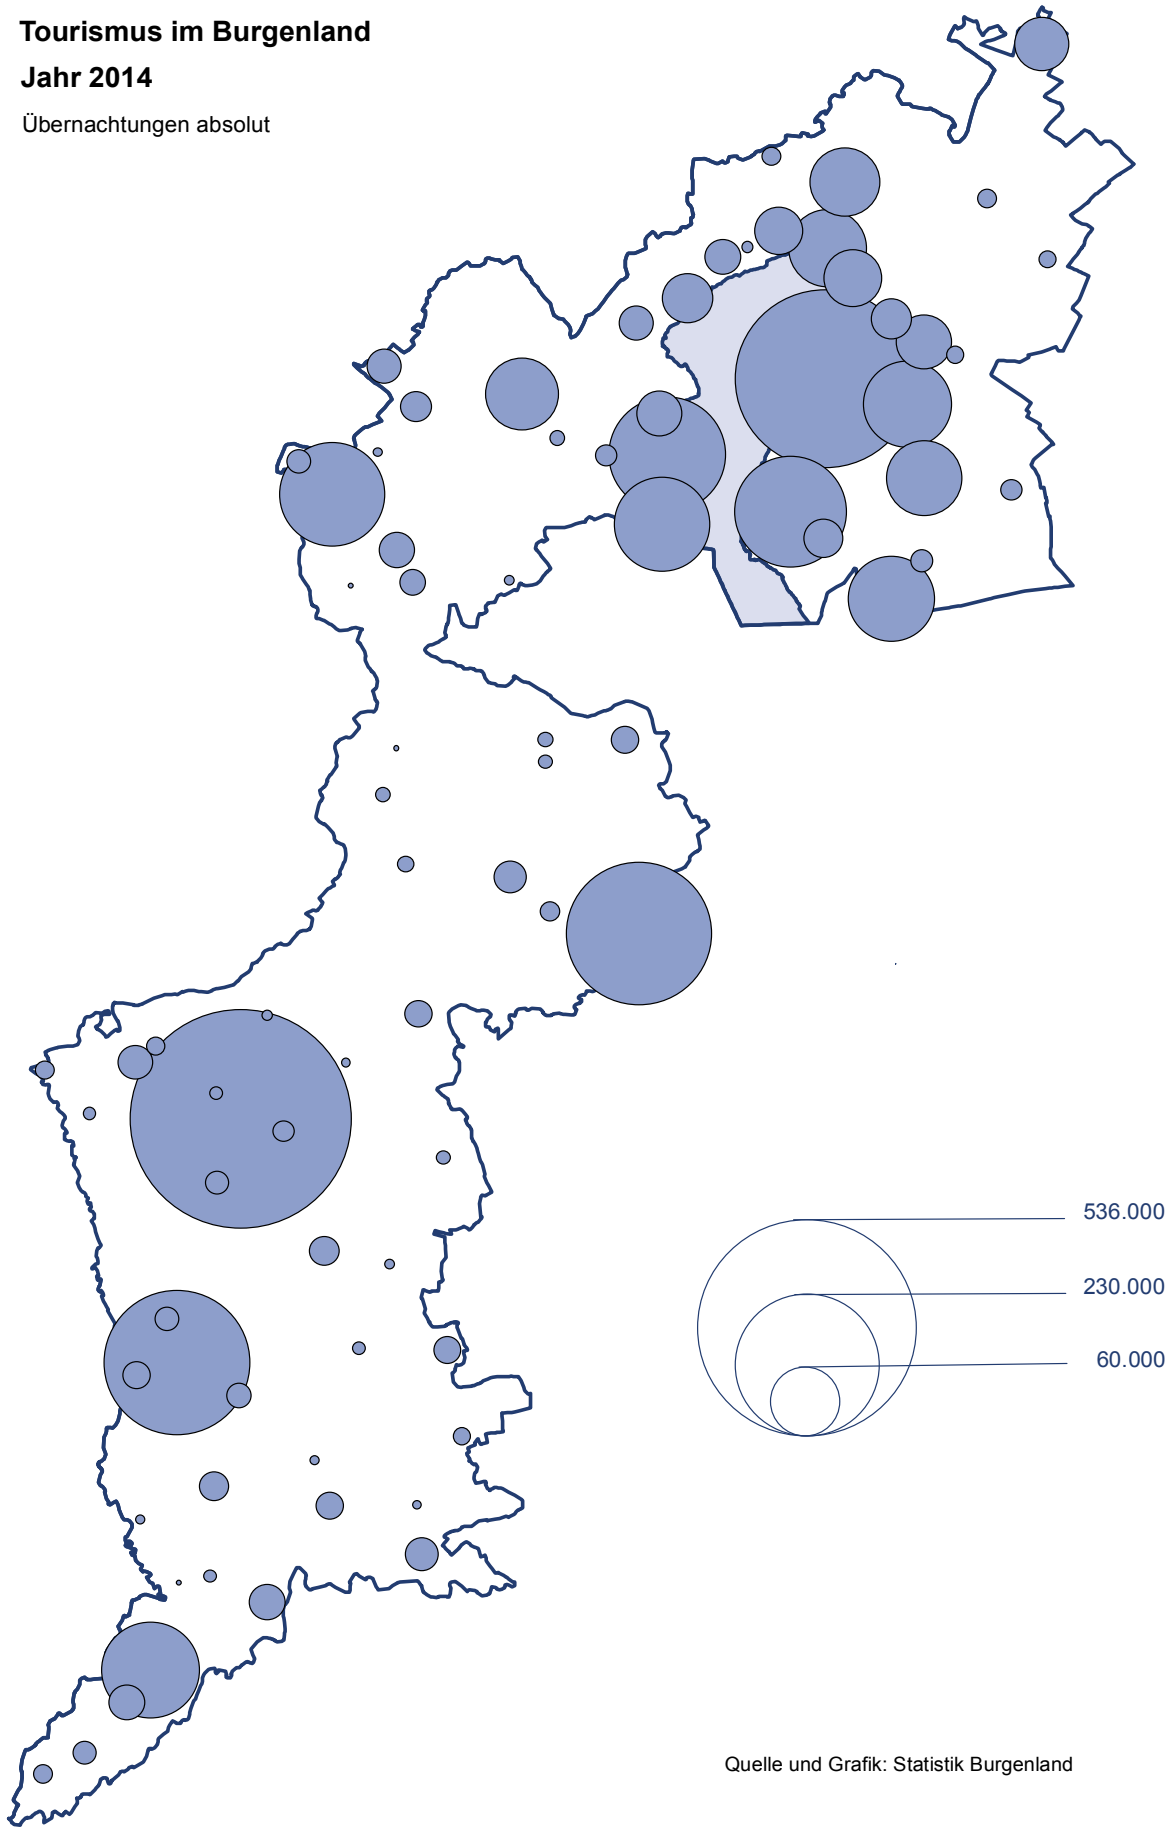 Tourismus im Burgenland
Jahr 2014
Übernachtungen absolut
536.000
230.000
60.000
Quelle und Grafik: Statistik Burgenland